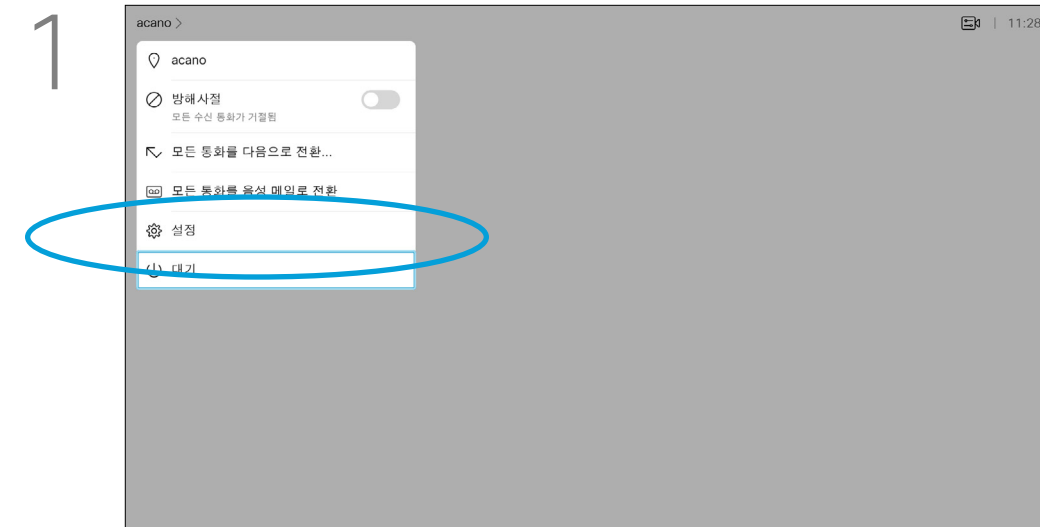 1
acano >
11:28
acano
방해사절
모든 수신 통화가 거절됨
모든 통화를 다음으로 전환...
모든 통화를 음성 메일로 전환
설정
대기